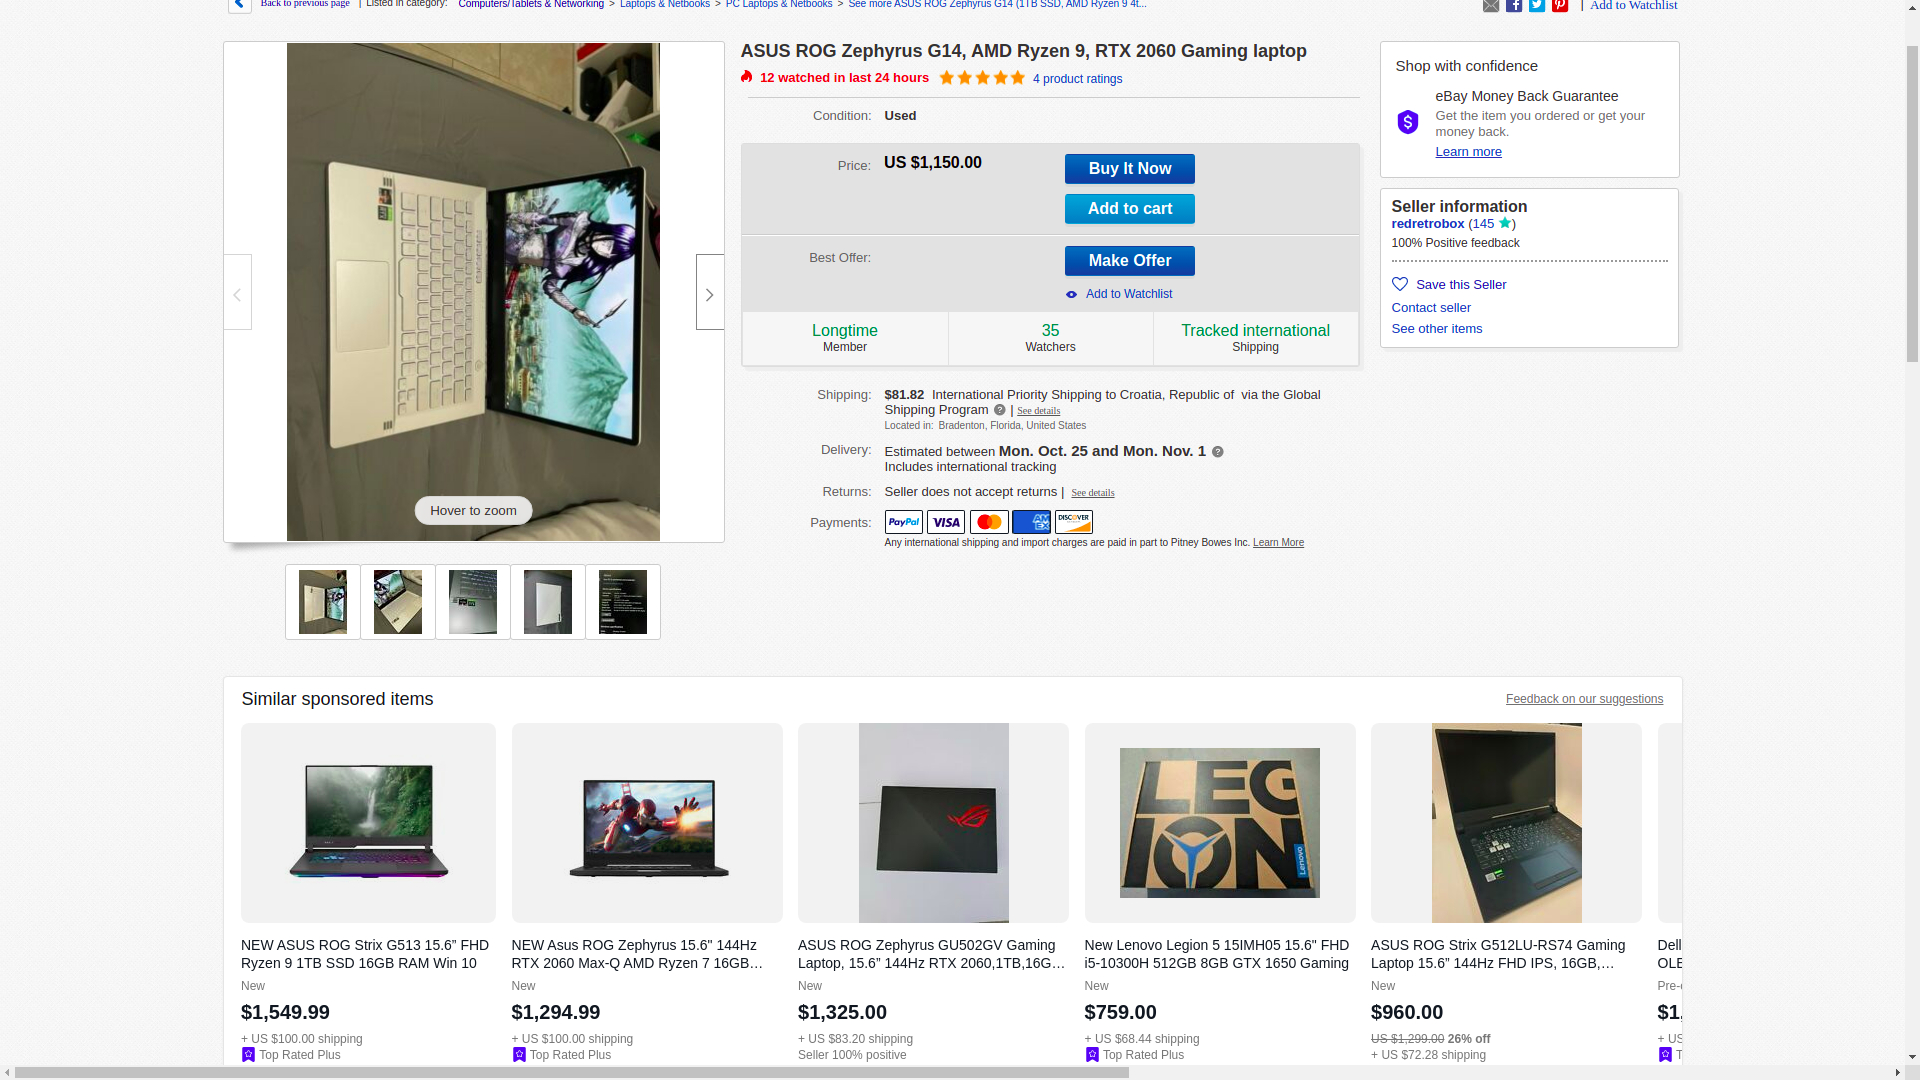 Back to previous page | Listed in category: Computers/Tablets & Networking > Laptops & Netbooks > PC Laptops & Netbooks > See more ASUS ROG Zephyrus G14 (1TB SSD, AMD Ryzen 9 4t...
| Add to Watchlist
ASUS ROG Zephyrus G14, AMD Ryzen 9, RTX 2060 Gaming laptop
12 watched in last 24 hours 4 product ratings
Condition: Used
Price: US $1,150.00
Buy It Now
Add to cart
Best Offer:
Make Offer
Add to Watchlist
Longtime
Member
35
Watchers
Tracked international
Shipping
Shipping: $81.82 International Priority Shipping to Croatia, Republic of via the Global
Shipping Program | See details
Located in: Bradenton, Florida, United States
Delivery: Estimated between Mon. Oct. 25 and Mon. Nov. 1
Includes international tracking
Returns: Seller does not accept returns | See details
Payments: PayPal VISA AMEX DISCOVER
Any international shipping and import charges are paid in part to Pitney Bowes Inc. Learn More
Hover to zoom
Shop with confidence
eBay Money Back Guarantee
Get the item you ordered or get your
money back.
Learn more
Seller information
redretrobox (145 )
100% Positive feedback
Save this Seller
Contact seller
See other items
Similar sponsored items
Feedback on our suggestions
LEGION
Lenovo
NEW ASUS ROG Strix G513 15.6” FHD
Ryzen 9 1TB SSD 16GB RAM Win 10
New
$1,549.99
+ US $100.00 shipping
Top Rated Plus
NEW Asus ROG Zephyrus 15.6" 144Hz
RTX 2060 Max-Q AMD Ryzen 7 16GB…
New
$1,294.99
+ US $100.00 shipping
Top Rated Plus
ASUS ROG Zephyrus GU502GV Gaming
Laptop, 15.6” 144Hz RTX 2060,1TB,16G…
New
$1,325.00
+ US $83.20 shipping
Seller 100% positive
New Lenovo Legion 5 15IMH05 15.6" FHD
i5-10300H 512GB 8GB GTX 1650 Gaming
New
$759.00
+ US $68.44 shipping
Top Rated Plus
ASUS ROG Strix G512LU-RS74 Gaming
Laptop 15.6” 144Hz FHD IPS, 16GB,…
New
$960.00
US $1,299.00 26% off
+ US $72.28 shipping
Dell
OLE
Pre-
$1,
+ US
T